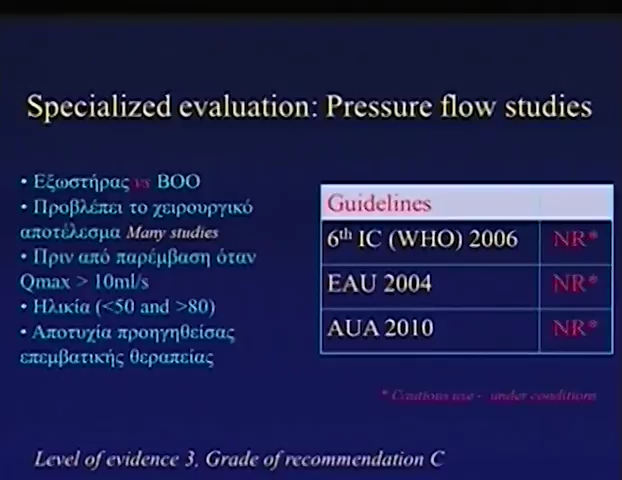 Specialized evaluation: Pressure flow studies
• Εξωστήρας vs BOO
• Προβλέπει το χειρουργικό
αποτέλεσμα Many studies
• Πριν από παρέμβαση όταν
Qmax > 10ml/s
• Ηλικία (<50 and >80)
• Αποτυχία προηγηθείσας
επεμβατικής θεραπείας
Guidelines
6th IC (WHO) 2006 NR*
EAU 2004 NR*
AUA 2010 NR*
* Cautious use - under conditions
Level of evidence 3, Grade of recommendation C